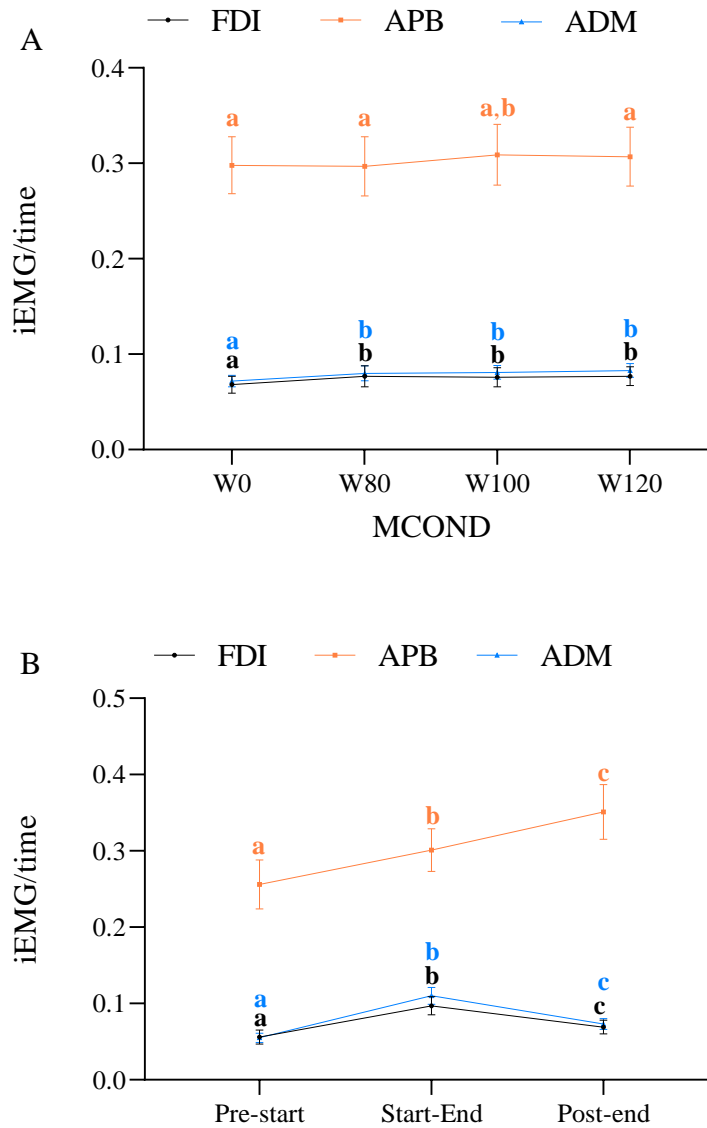 A
FDI APB ADM
0.4
a a a,b a
0.3
iEMG/time
0.2
a b b b
a b b b
0.1
0.0
W0 W80 W100 W120
MCOND
B
FDI APB ADM
0.5
0.4
c
b
a
0.3
iEMG/time
0.2
b
c
a
b
c
0.1
a
0.0
Pre-start Start-End Post-end